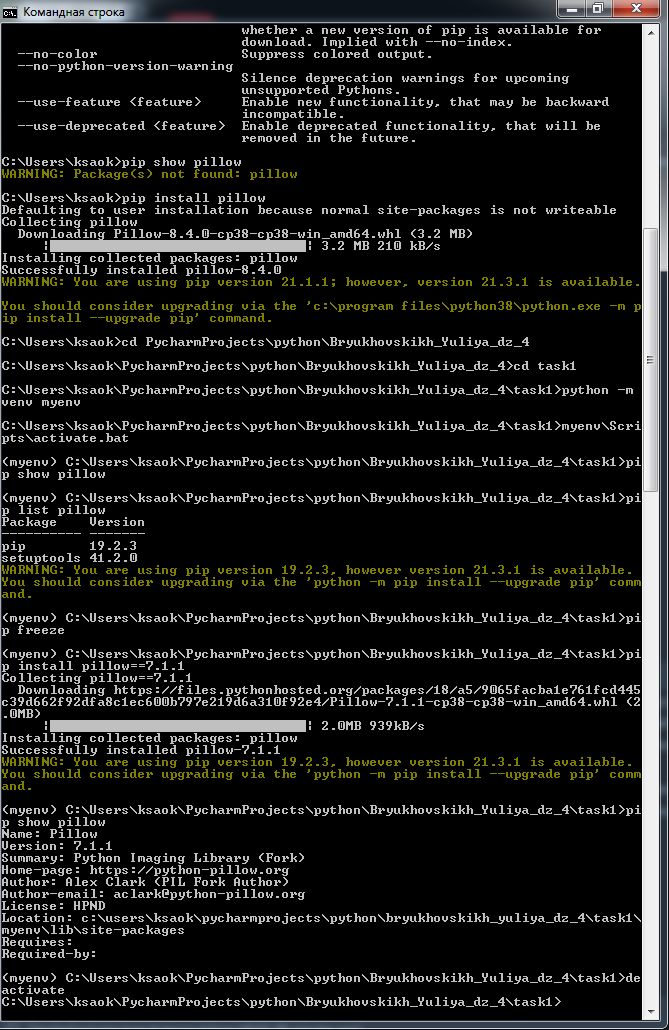 Командная строка
whether a new version of pip is available for
download. Implied with --no-index.
--no-color                  Suppress colored output.
--no-python-version-warning
Silence deprecation warnings for upcoming
unsupported Pythons.
--use-feature <feature>     Enable new functionality, that may be backward
incompatible.
--use-deprecated <feature>  Enable deprecated functionality, that will be
removed in the future.
C:\Users\ksaok>pip show pillow
WARNING: Package(s) not found: pillow
C:\Users\ksaok>pip install pillow
Defaulting to user installation because normal site-packages is not writeable
Collecting pillow
Downloading Pillow-8.4.0-cp38-cp38-win_amd64.whl (3.2 MB)
|████████████████████████████████| 3.2 MB 210 kB/s
Installing collected packages: pillow
Successfully installed pillow-8.4.0
WARNING: You are using pip version 21.1.1; however, version 21.3.1 is available.
You should consider upgrading via the 'c:\program files\python38\python.exe -m p
ip install --upgrade pip' command.
C:\Users\ksaok>cd PycharmProjects\python\Bryukhovskikh_Yuliya_dz_4
C:\Users\ksaok\PycharmProjects\python\Bryukhovskikh_Yuliya_dz_4>cd task1
C:\Users\ksaok\PycharmProjects\python\Bryukhovskikh_Yuliya_dz_4\task1>python -m
venv myenv
C:\Users\ksaok\PycharmProjects\python\Bryukhovskikh_Yuliya_dz_4\task1>myenv\Scri
pts\activate.bat
(myenv) C:\Users\ksaok\PycharmProjects\python\Bryukhovskikh_Yuliya_dz_4\task1>pi
p show pillow
(myenv) C:\Users\ksaok\PycharmProjects\python\Bryukhovskikh_Yuliya_dz_4\task1>pi
p list pillow
Package    Version
---------- -------
pip        19.2.3
setuptools 41.2.0
WARNING: You are using pip version 19.2.3, however version 21.3.1 is available.
You should consider upgrading via the 'python -m pip install --upgrade pip' comm
and.
(myenv) C:\Users\ksaok\PycharmProjects\python\Bryukhovskikh_Yuliya_dz_4\task1>pi
p freeze
(myenv) C:\Users\ksaok\PycharmProjects\python\Bryukhovskikh_Yuliya_dz_4\task1>pi
p install pillow==7.1.1
Collecting pillow==7.1.1
Downloading https://files.pythonhosted.org/packages/18/a5/9065facba1e761fcd445
c39d662f92dfa8c1ec600b797e219d6a310f92e4/Pillow-7.1.1-cp38-cp38-win_amd64.whl (2
.0MB)
|████████████████████████████████| 2.0MB 939kB/s
Installing collected packages: pillow
Successfully installed pillow-7.1.1
WARNING: You are using pip version 19.2.3, however version 21.3.1 is available.
You should consider upgrading via the 'python -m pip install --upgrade pip' comm
and.
(myenv) C:\Users\ksaok\PycharmProjects\python\Bryukhovskikh_Yuliya_dz_4\task1>pi
p show pillow
Name: Pillow
Version: 7.1.1
Summary: Python Imaging Library (Fork)
Home-page: https://python-pillow.org
Author: Alex Clark (PIL Fork Author)
Author-email: aclark@python-pillow.org
License: HPND
Location: c:\users\ksaok\pycharmprojects\python\bryukhovskikh_yuliya_dz_4\task1\
myenv\lib\site-packages
Requires:
Required-by:
(myenv) C:\Users\ksaok\PycharmProjects\python\Bryukhovskikh_Yuliya_dz_4\task1>de
activate
C:\Users\ksaok\PycharmProjects\python\Bryukhovskikh_Yuliya_dz_4\task1>